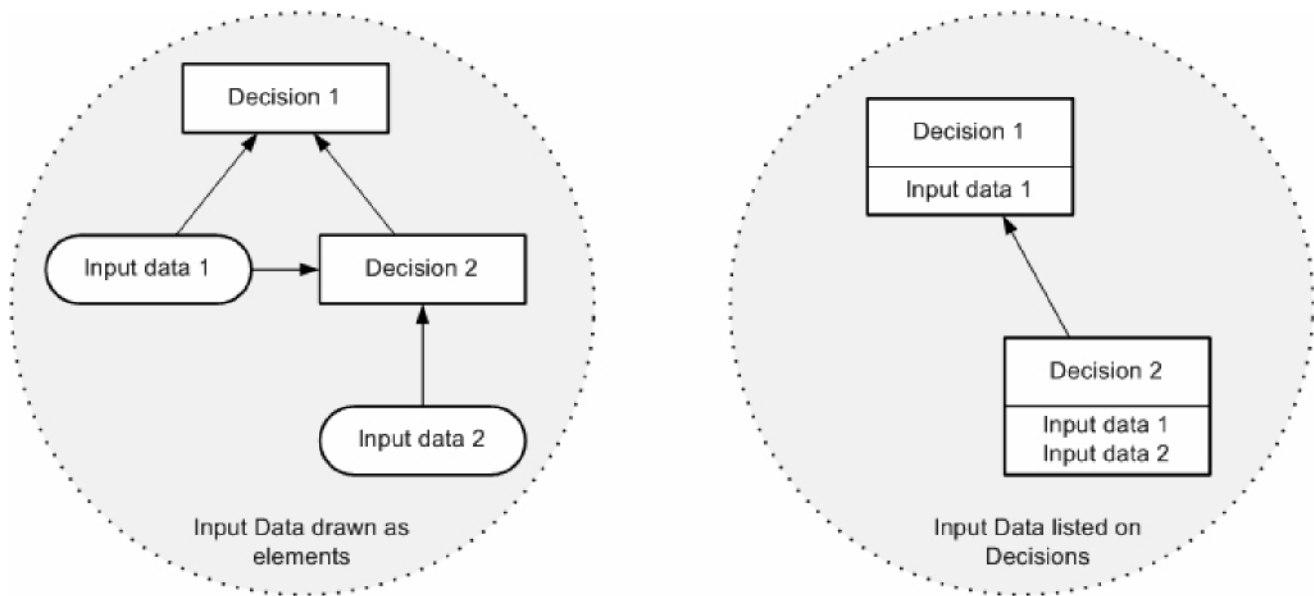 Decision 1
Input data 1
Decision 2
Input data 2
Input Data drawn as
elements
Decision 1
Input data 1
Decision 2
Input data 1
Input data 2
Input Data listed on
Decisions